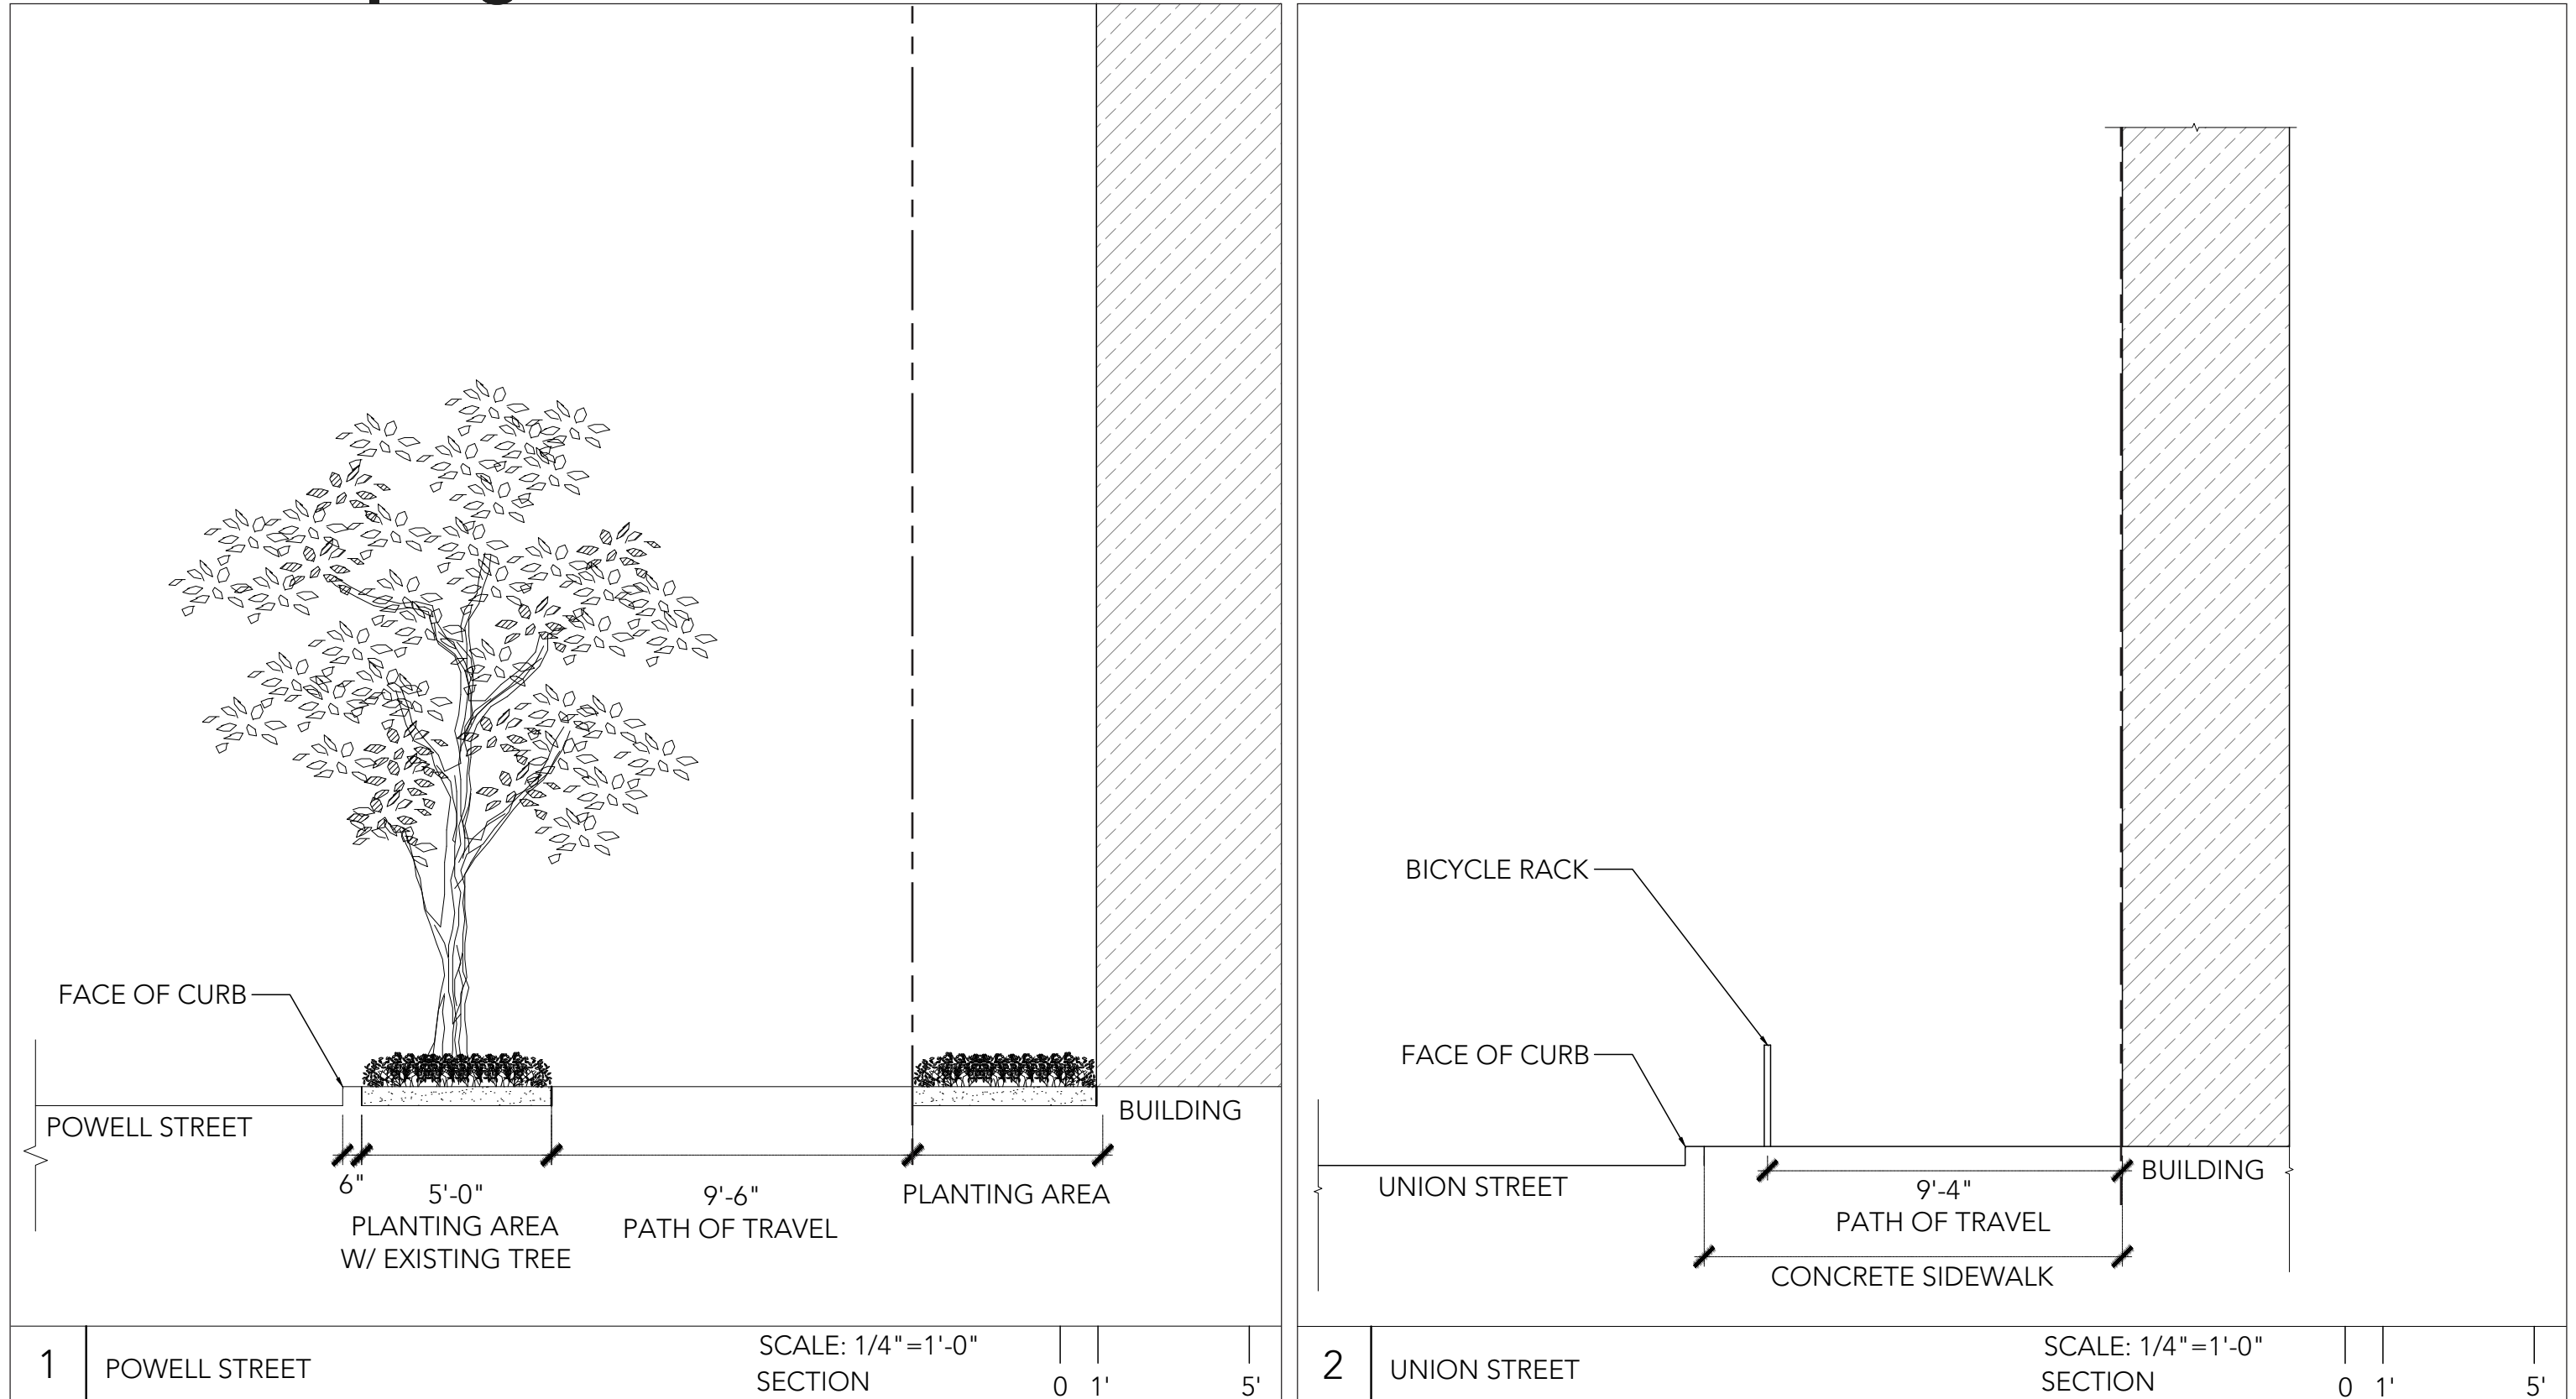 FACE OF CURB
POWELL STREET
BUILDING
6"
5'-0"
PLANTING AREA
W/ EXISTING TREE
9'-6"
PATH OF TRAVEL
PLANTING AREA
1
POWELL STREET
SCALE: 1/4"=1'-0"
SECTION
0 1' 5'
BICYCLE RACK
FACE OF CURB
UNION STREET
BUILDING
9'-4"
PATH OF TRAVEL
CONCRETE SIDEWALK
2
UNION STREET
SCALE: 1/4"=1'-0"
SECTION
0 1' 5'